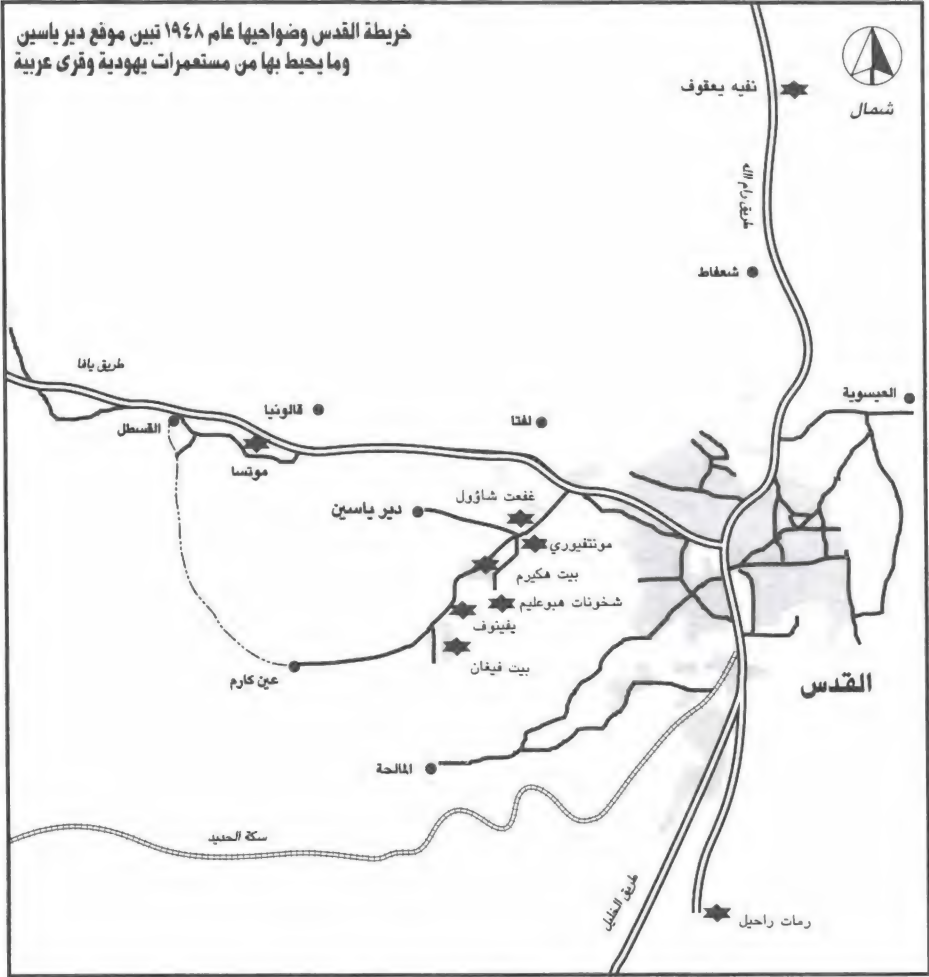 خريطة القدس وضواحيها عام ١٩٤٨ تبين موقع دير ياسين
وما يحيط بها من مستعمرات يهودية وقرى عربية
شمال
نفيه يعقوف
طريق رام الله
شعفاط
طريق يافا
العيسوية
قالونيا
لفتا
القسطل
موتسا
غفعت شاؤول
دير ياسين
مونتفيوري
بيت هكيرم
شخونات هبوعليم
يفينوف
بيت فيغان
عين كارم
القدس
المالحة
سكة الحديد
طريق الخليل
رمات راحيل